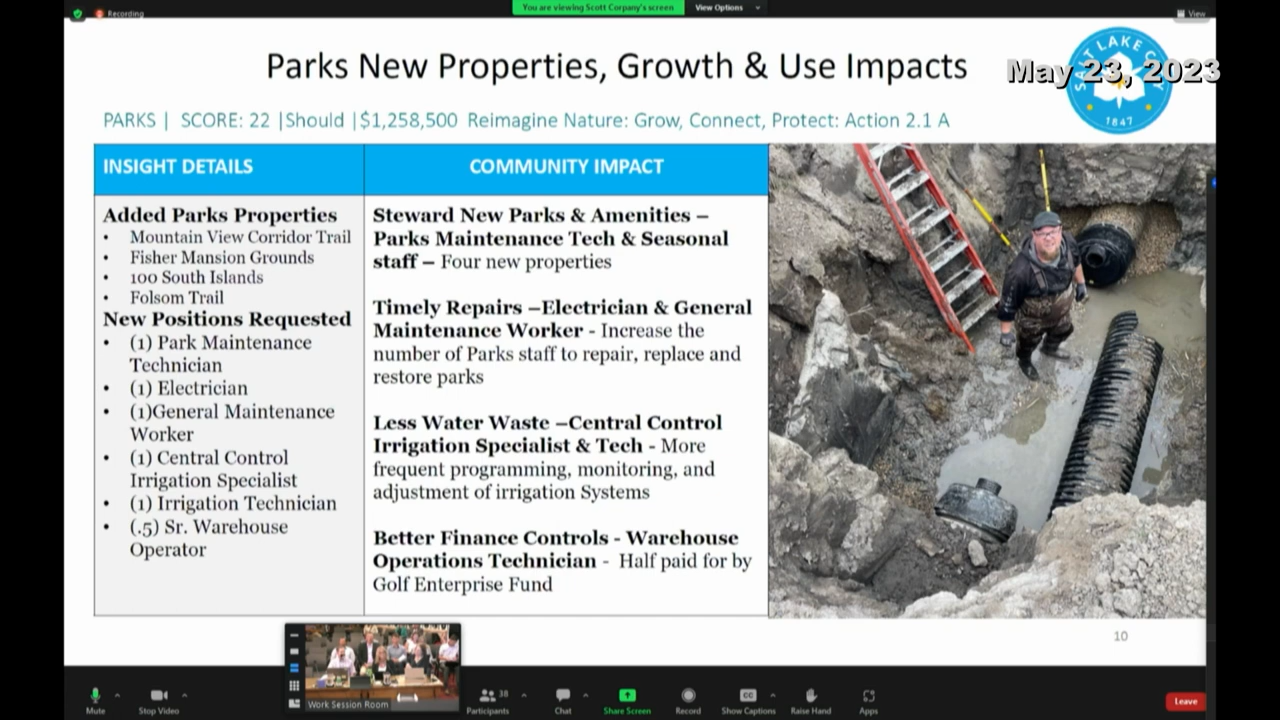 Recording
You are viewing Scott Corpany's screen
View Options
View
Parks New Properties, Growth & Use Impacts
May 23, 2023
SALT LAKE CITY
1847
PARKS | SCORE: 22 |Should |$1,258,500 Reimagine Nature: Grow, Connect, Protect: Action 2.1 A
INSIGHT DETAILS
Added Parks Properties
• Mountain View Corridor Trail
• Fisher Mansion Grounds
• 100 South Islands
• Folsom Trail
New Positions Requested
• (1) Park Maintenance
Technician
• (1) Electrician
• (1)General Maintenance
Worker
• (1) Central Control
Irrigation Specialist
• (1) Irrigation Technician
• (.5) Sr. Warehouse
Operator
COMMUNITY IMPACT
Steward New Parks & Amenities –
Parks Maintenance Tech & Seasonal
staff – Four new properties
Timely Repairs –Electrician & General
Maintenance Worker - Increase the
number of Parks staff to repair, replace and
restore parks
Less Water Waste –Central Control
Irrigation Specialist & Tech - More
frequent programming, monitoring, and
adjustment of irrigation Systems
Better Finance Controls - Warehouse
Operations Technician - Half paid for by
Golf Enterprise Fund
10
Work Session Room
Mute
Stop Video
Participants
38
Chat
Share Screen
Record
CC
Show Captions
Raise Hand
Apps
Leave